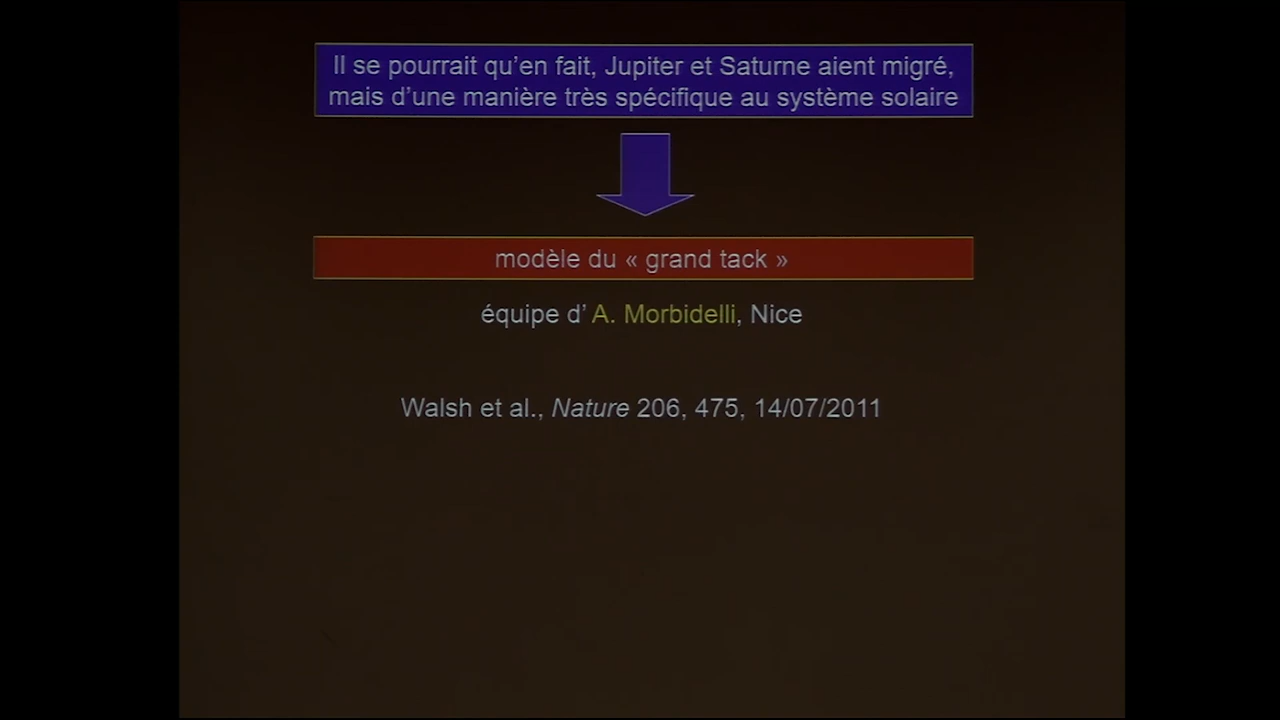 Il se pourrait qu'en fait, Jupiter et Saturne aient migré,
mais d'une manière très spécifique au système solaire
modèle du « grand tack »
équipe d' A. Morbidelli, Nice
Walsh et al., Nature 206, 475, 14/07/2011